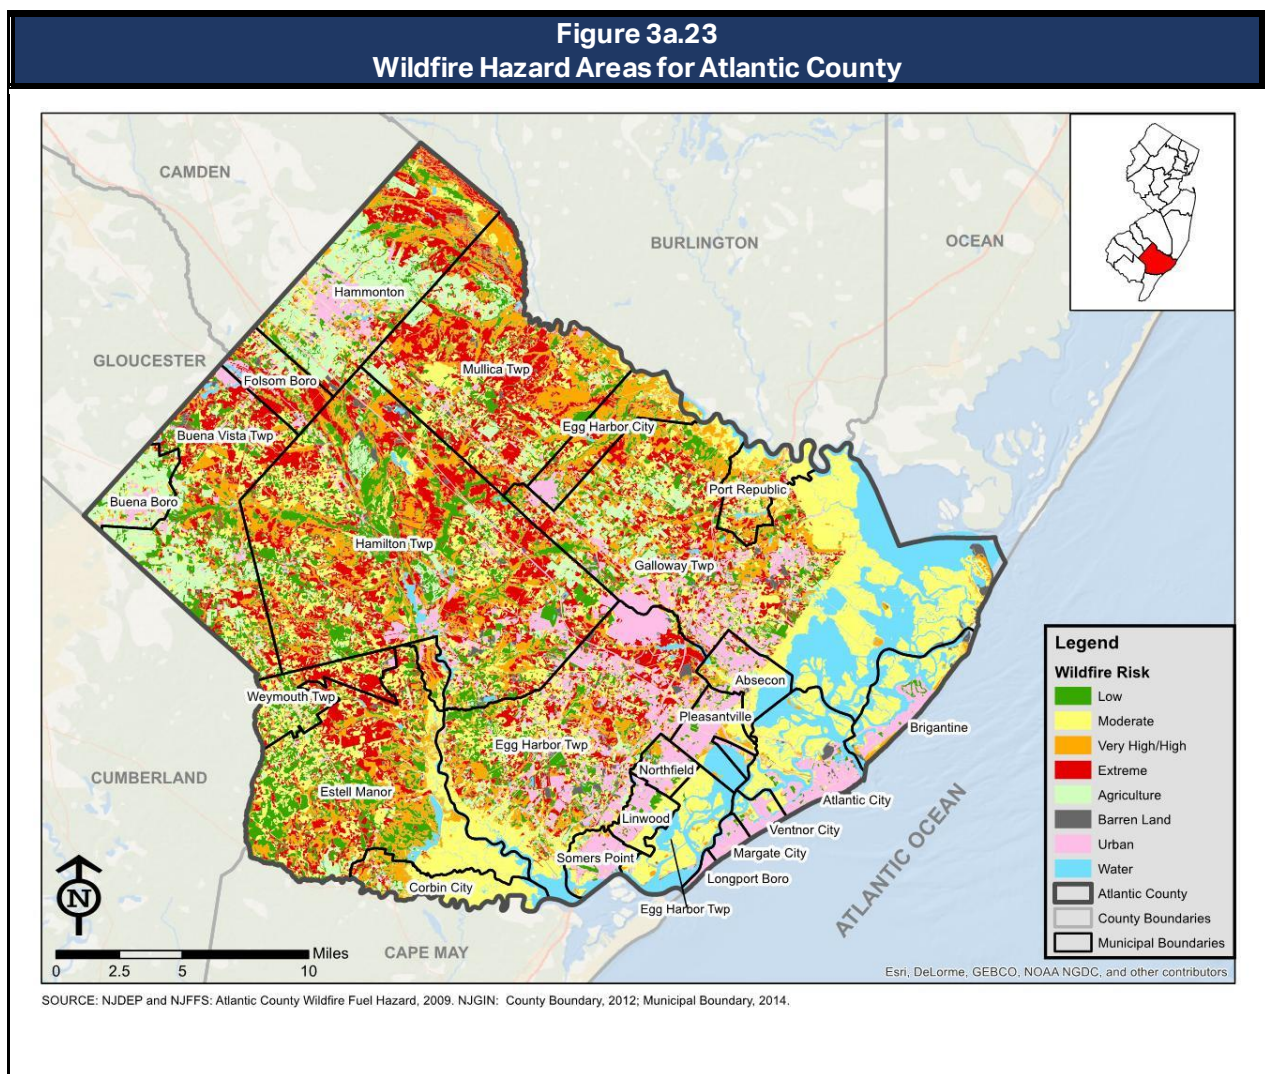 Figure 3a.23
Wildfire Hazard Areas for Atlantic County
CAMDEN
BURLINGTON
OCEAN
GLOUCESTER
CUMBERLAND
CAPE MAY
ATLANTIC OCEAN
Hammonton
Folsom Boro
Mullica Twp
Buena Vista Twp
Egg Harbor City
Buena Boro
Port Republic
Hamilton Twp
Galloway Twp
Weymouth Twp
Absecon
Pleasantville
Brigantine
Egg Harbor Twp
Northfield
Estell Manor
Atlantic City
Linwood
Ventnor City
Margate City
Somers Point
Longport Boro
Corbin City
Egg Harbor Twp
N
Miles
0 2.5 5 10
Legend
Wildfire Risk
Low
Moderate
Very High/High
Extreme
Agriculture
Barren Land
Urban
Water
Atlantic County
County Boundaries
Municipal Boundaries
Esri, DeLorme, GEBCO, NOAA NGDC, and other contributors
SOURCE: NJDEP and NJFFS: Atlantic County Wildfire Fuel Hazard, 2009. NJGIN: County Boundary, 2012; Municipal Boundary, 2014.